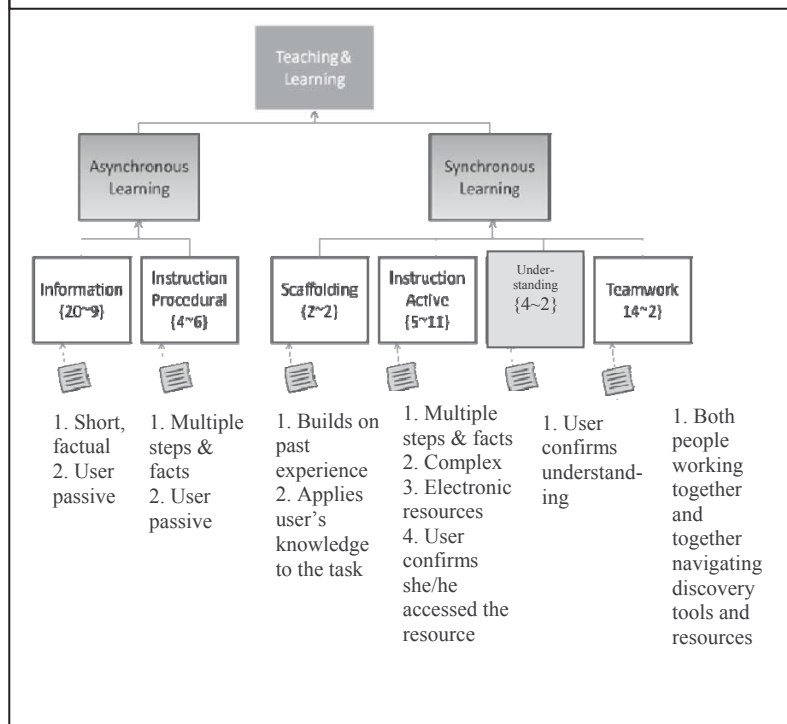 Teaching &
Learning
Asynchronous
Learning
Synchronous
Learning
Information
{20~9}
Instruction
Procedural
{4~6}
Scaffolding
{2~2}
Instruction
Active
{5~11}
Under-
standing
{4~2}
Teamwork
14~2}
1. Short,
factual
2. User
passive
1. Multiple
steps &
facts
2. User
passive
1. Builds on
past
experience
2. Applies
user's
knowledge
to the task
1. Multiple
steps & facts
2. Complex
3. Electronic
resources
4. User
confirms
she/he
accessed the
resource
1. User
confirms
understand-
ing
1. Both
people
working
together
and
together
navigating
discovery
tools and
resources